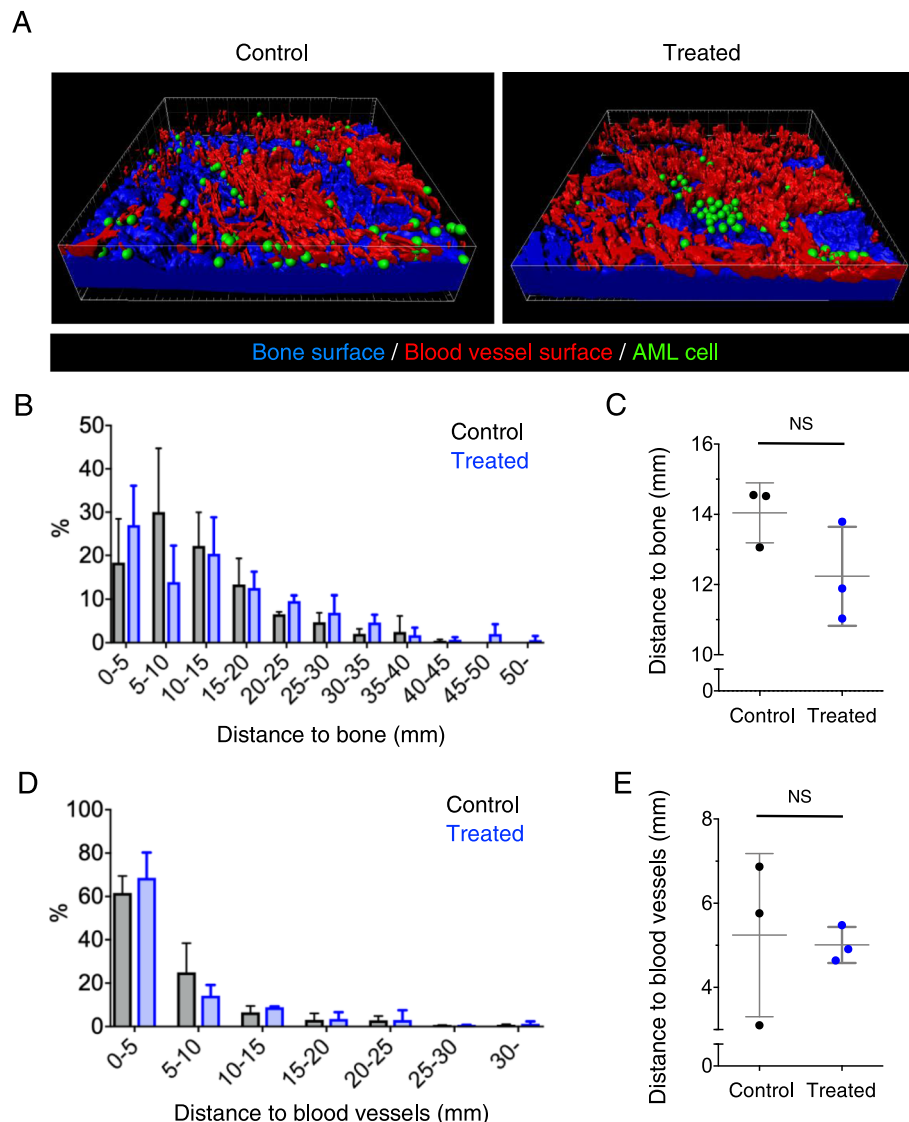 A
Control
Treated
Bone surface / Blood vessel surface / AML cell
B
50
40
30
20
10
0
%
Control
Treated
0-5
5-10
10-15
15-20
20-25
25-30
30-35
35-40
40-45
45-50
50-
Distance to bone (mm)
C
NS
16
14
12
10
0
Distance to bone (mm)
Control
Treated
D
100
80
60
40
20
0
%
Control
Treated
0-5
5-10
10-15
15-20
20-25
25-30
30-
Distance to blood vessels (mm)
E
NS
8
6
4
0
Distance to blood vessels (mm)
Control
Treated